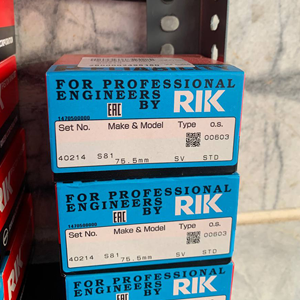 FOR PROFESSIONAL
ENGINEERS
BY RIK
EAC
1478589000
Set No. Make & Model Type o.s.
00603
40214 S81 75.5mm SV STD
FOR PROFESSIONAL
ENGINEERS
BY RIK
EAC
Set No. Make & Model Type o.s.
00603
40214 S81 75.5mm SV STD
FOR PROFESSIONAL
ENGINEERS RIK